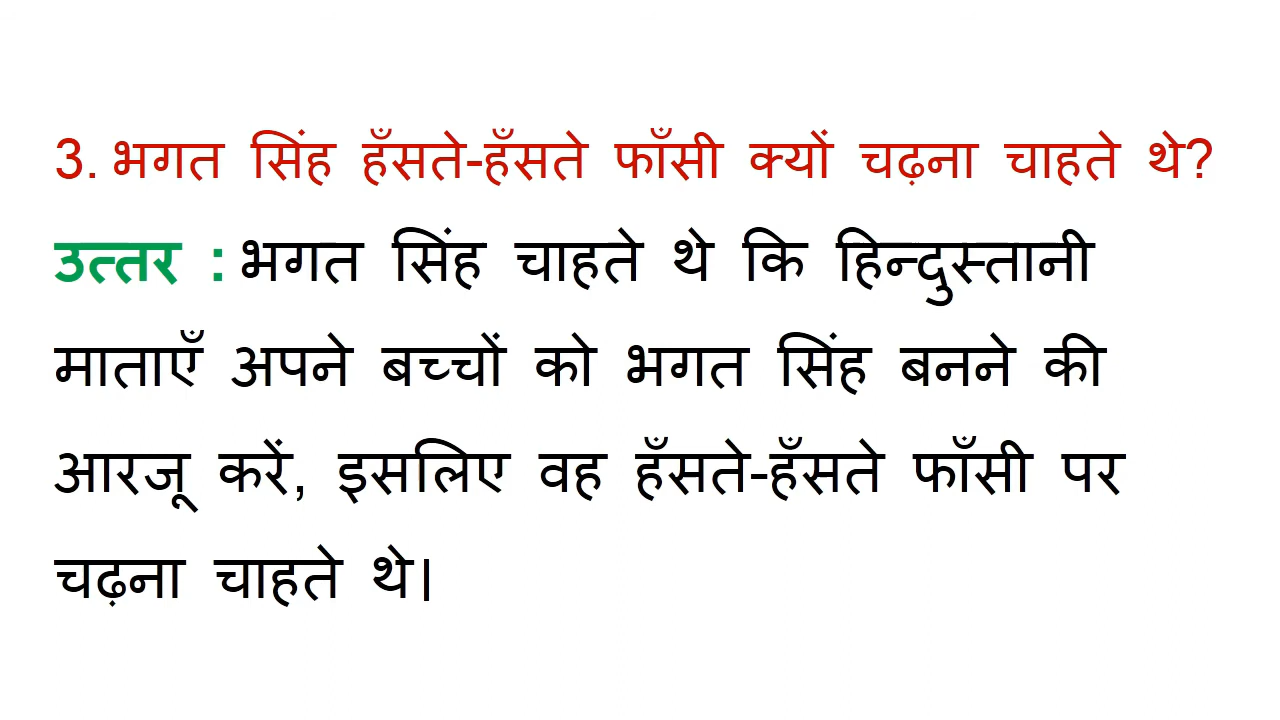 3. भगत सिंह हँसते-हँसते फाँसी क्यों चढ़ना चाहते थे?
उत्तर : भगत सिंह चाहते थे कि हिन्दुस्तानी
माताएँ अपने बच्चों को भगत सिंह बनने की
आरजू करें, इसलिए वह हँसते-हँसते फाँसी पर
चढ़ना चाहते थे।